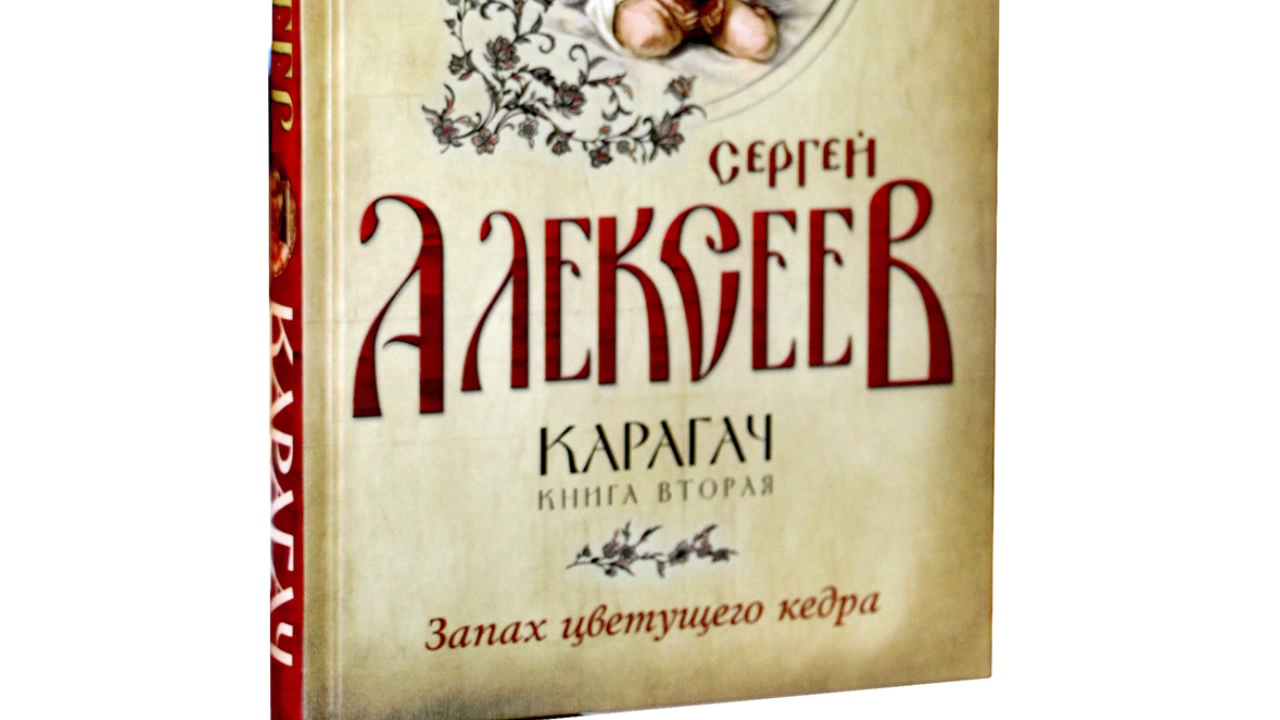 Сергей
Алексеев
Карагач
книга вторая
Запах цветущего кедра
Карагач